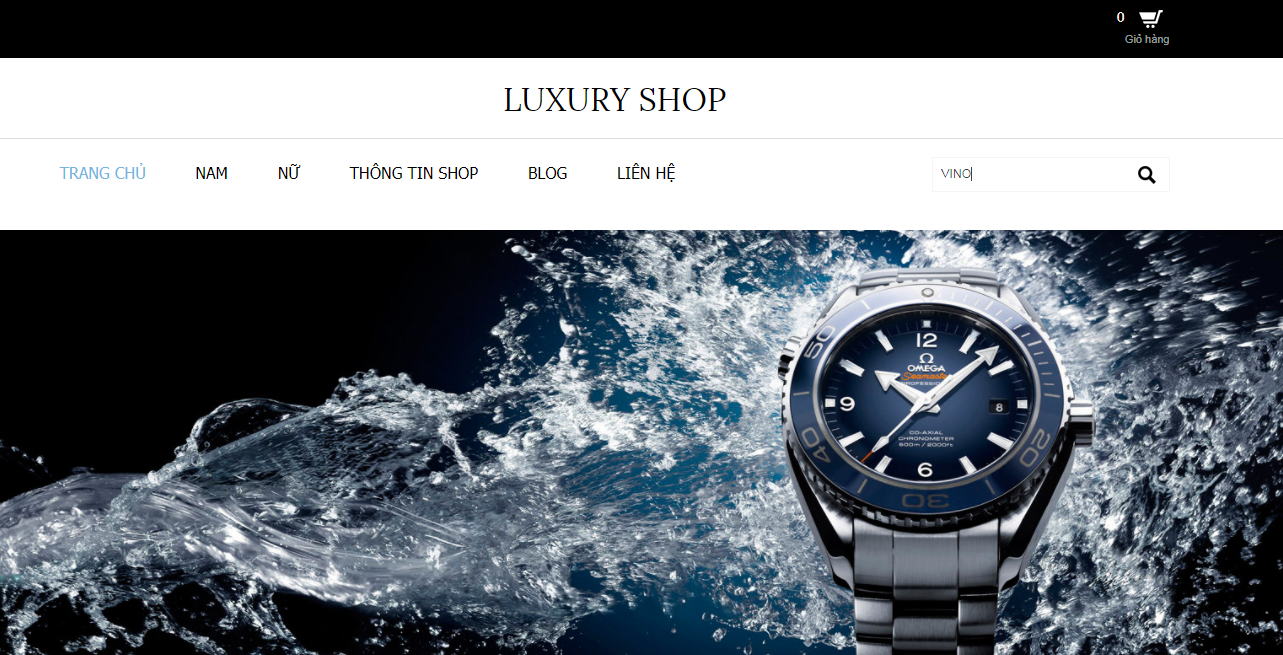 0
Giỏ hàng
LUXURY SHOP
TRANG CHỦ NAM NỮ THÔNG TIN SHOP BLOG LIÊN HỆ
VINO
50
12
OMEGA
Seamaster
PROFESSIONAL
9
8
CO-AXIAL
CHRONOMETER
600m / 2000ft
40
20
6
30